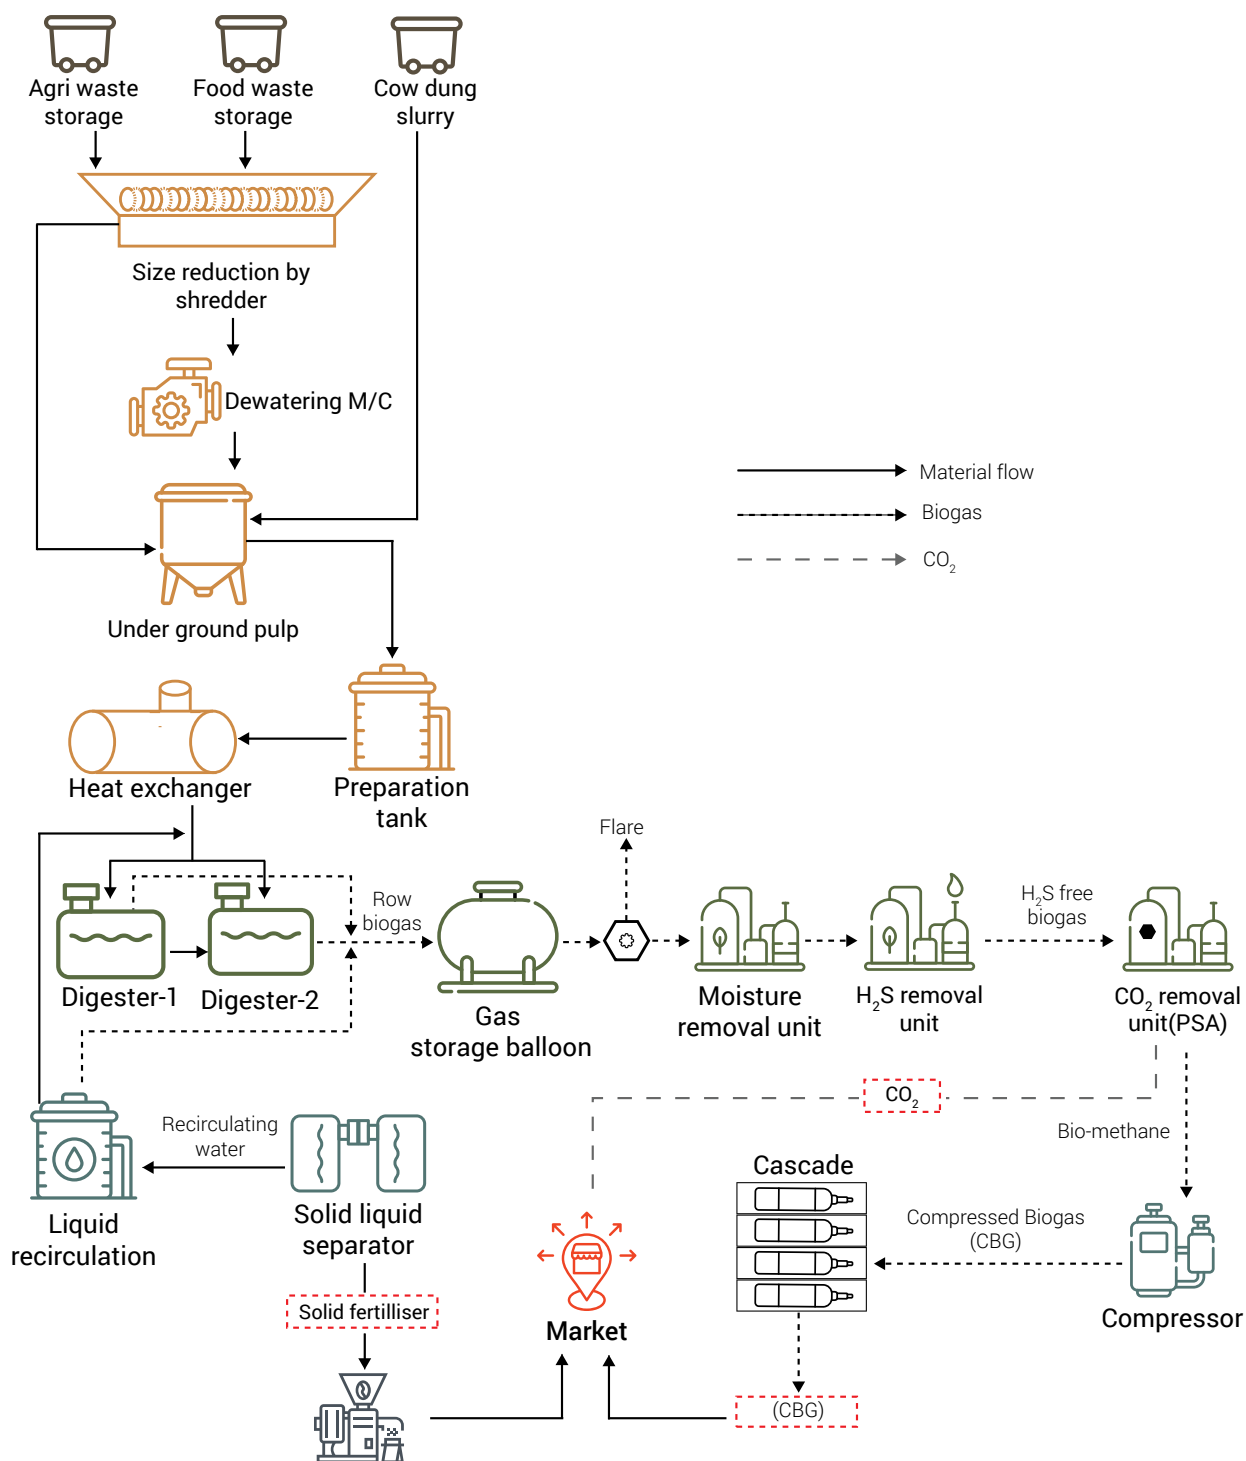 Agri waste
storage
Food waste
storage
Cow dung
slurry
Size reduction by
shredder
Dewatering M/C
Material flow
Biogas
CO₂
Under ground pulp
Heat exchanger
Preparation
tank
Flare
Row
biogas
H₂S free
biogas
Digester-1
Digester-2
Gas
storage balloon
Moisture
removal unit
H₂S removal
unit
CO₂ removal
unit(PSA)
CO₂
Bio-methane
Recirculating
water
Liquid
recirculation
Solid liquid
separator
Cascade
Compressed Biogas
(CBG)
Compressor
Solid fertilliser
Market
(CBG)